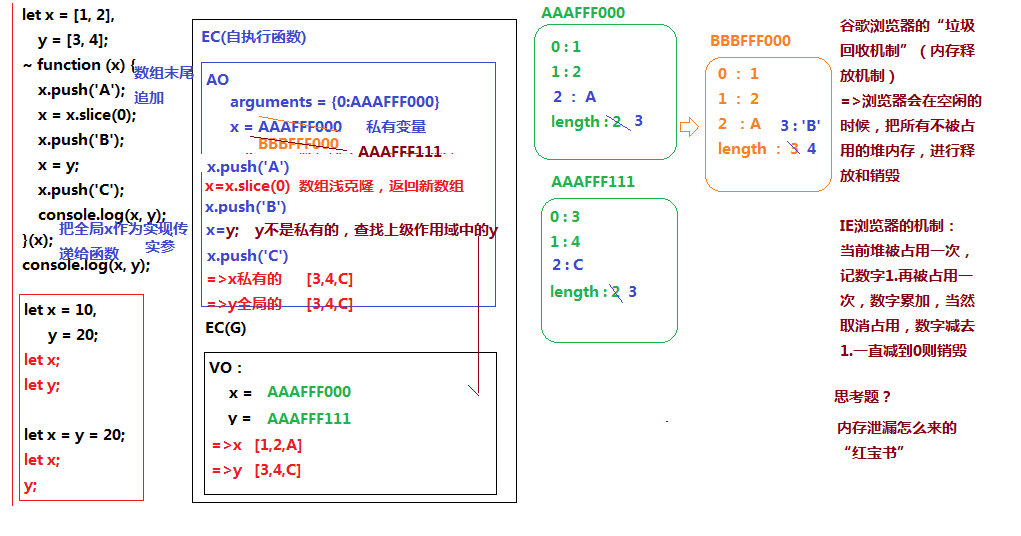 let x = [1, 2],
y = [3, 4];
~ function (x) {
x.push('A');
x = x.slice(0);
x.push('B');
x = y;
x.push('C');
console.log(x, y);
}(x);
console.log(x, y);
数组末尾
追加
把全局x作为实现传
递给函数
实参
let x = 10,
y = 20;
let x;
let y;
let x = y = 20;
let x;
y;
EC(自执行函数)
AO
arguments = {0:AAAFFF000}
x = AAAFFF000 私有变量
BBBFFF000
AAAFFF111
x.push('A')
x=x.slice(0) 数组浅克隆，返回新数组
x.push('B')
x=y; y不是私有的，查找上级作用域中的y
x.push('C')
=>x私有的 [3,4,C]
=>y全局的 [3,4,C]
EC(G)
VO：
x = AAAFFF000
y = AAAFFF111
=>x [1,2,A]
=>y [3,4,C]
AAAFFF000
0 : 1
1 : 2
2 : A
length : 2 3
BBBFFF000
0 : 1
1 : 2
2 : A 3 : 'B'
length : 3 4
AAAFFF111
0 : 3
1 : 4
2 : C
length : 2 3
谷歌浏览器的“垃圾
回收机制”（内存释
放机制）
=>浏览器会在空闲的
时候，把所有不被占
用的堆内存，进行释
放和销毁
IE浏览器的机制：
当前堆被占用一次，
记数字1.再被占用一
次，数字累加，当然
取消占用，数字减去
1.一直减到0则销毁
思考题？
内存泄漏怎么来的
“红宝书”